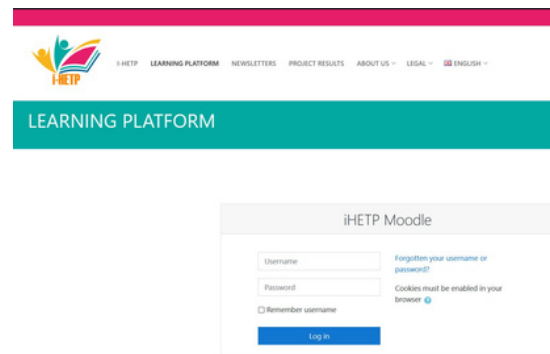 i-HETP
I-HETP LEARNING PLATFORM NEWSLETTERS PROJECT RESULTS ABOUT US LEGAL ENGLISH
LEARNING PLATFORM
iHETP Moodle
Username
Forgotten your username or
password?
Password
Cookies must be enabled in your
browser
Remember username
Log in